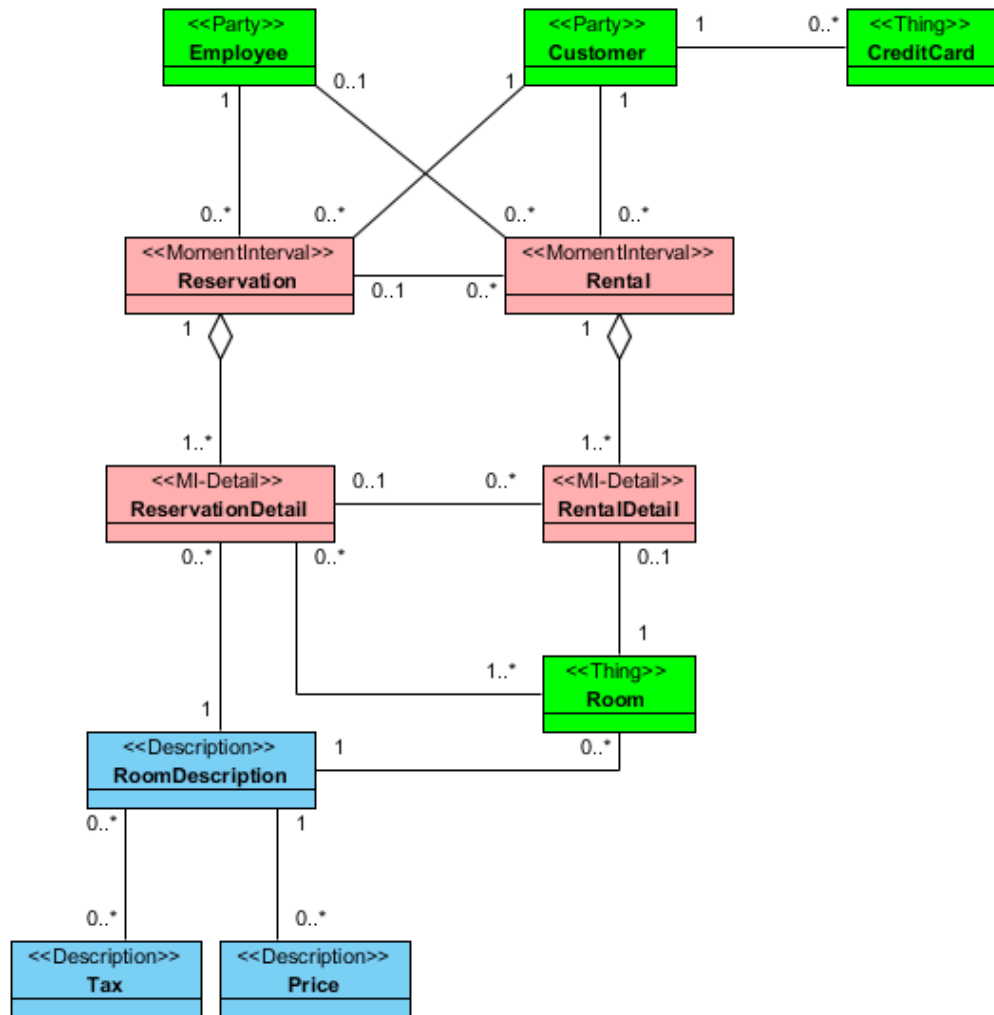 <<Party>>
Employee
<<Party>>
Customer
1
0..*
<<Thing>>
CreditCard
1
0..1
1
1
0..*
0..*
0..*
0..*
<<MomentInterval>>
Reservation
0..1
0..*
<<MomentInterval>>
Rental
1
1
1..*
1..*
<<MI-Detail>>
ReservationDetail
0..1
0..*
<<MI-Detail>>
RentalDetail
0..*
0..*
0..1
1
1..*
<<Thing>>
Room
1
<<Description>>
RoomDescription
1
0..*
0..*
1
0..*
0..*
<<Description>>
Tax
<<Description>>
Price